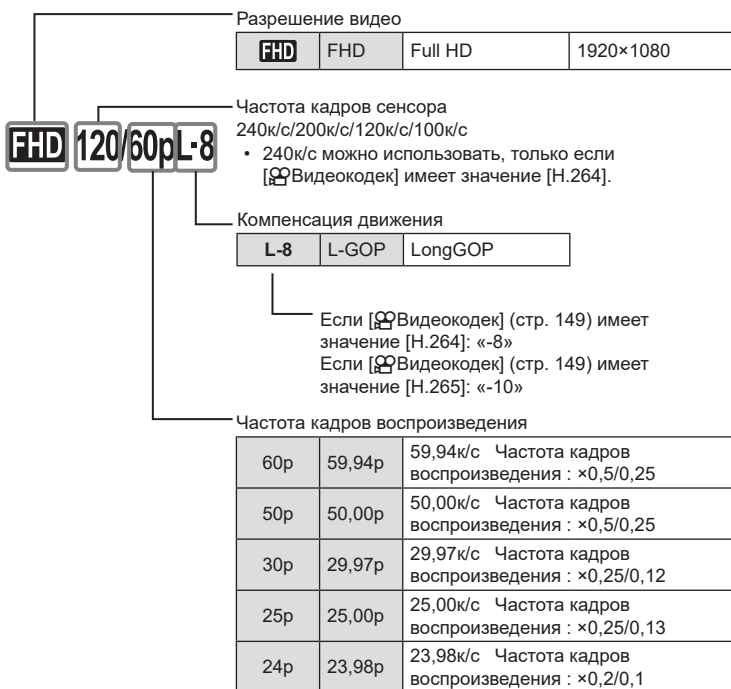 Разрешение видео
FHD FHD Full HD 1920×1080
Частота кадров сенсора
240к/с/200к/с/120к/с/100к/с
• 240к/с можно использовать, только если
[Видеокодек] имеет значение [H.264].
FHD 120/60pL-8
Компенсация движения
L-8 L-GOP LongGOP
Если [Видеокодек] (стр. 149) имеет
значение [H.264]: «-8»
Если [Видеокодек] (стр. 149) имеет
значение [H.265]: «-10»
Частота кадров воспроизведения
60p 59,94p 59,94к/с Частота кадров
воспроизведения : ×0,5/0,25
50p 50,00p 50,00к/с Частота кадров
воспроизведения : ×0,5/0,25
30p 29,97p 29,97к/с Частота кадров
воспроизведения : ×0,25/0,12
25p 25,00p 25,00к/с Частота кадров
воспроизведения : ×0,25/0,13
24p 23,98p 23,98к/с Частота кадров
воспроизведения : ×0,2/0,1